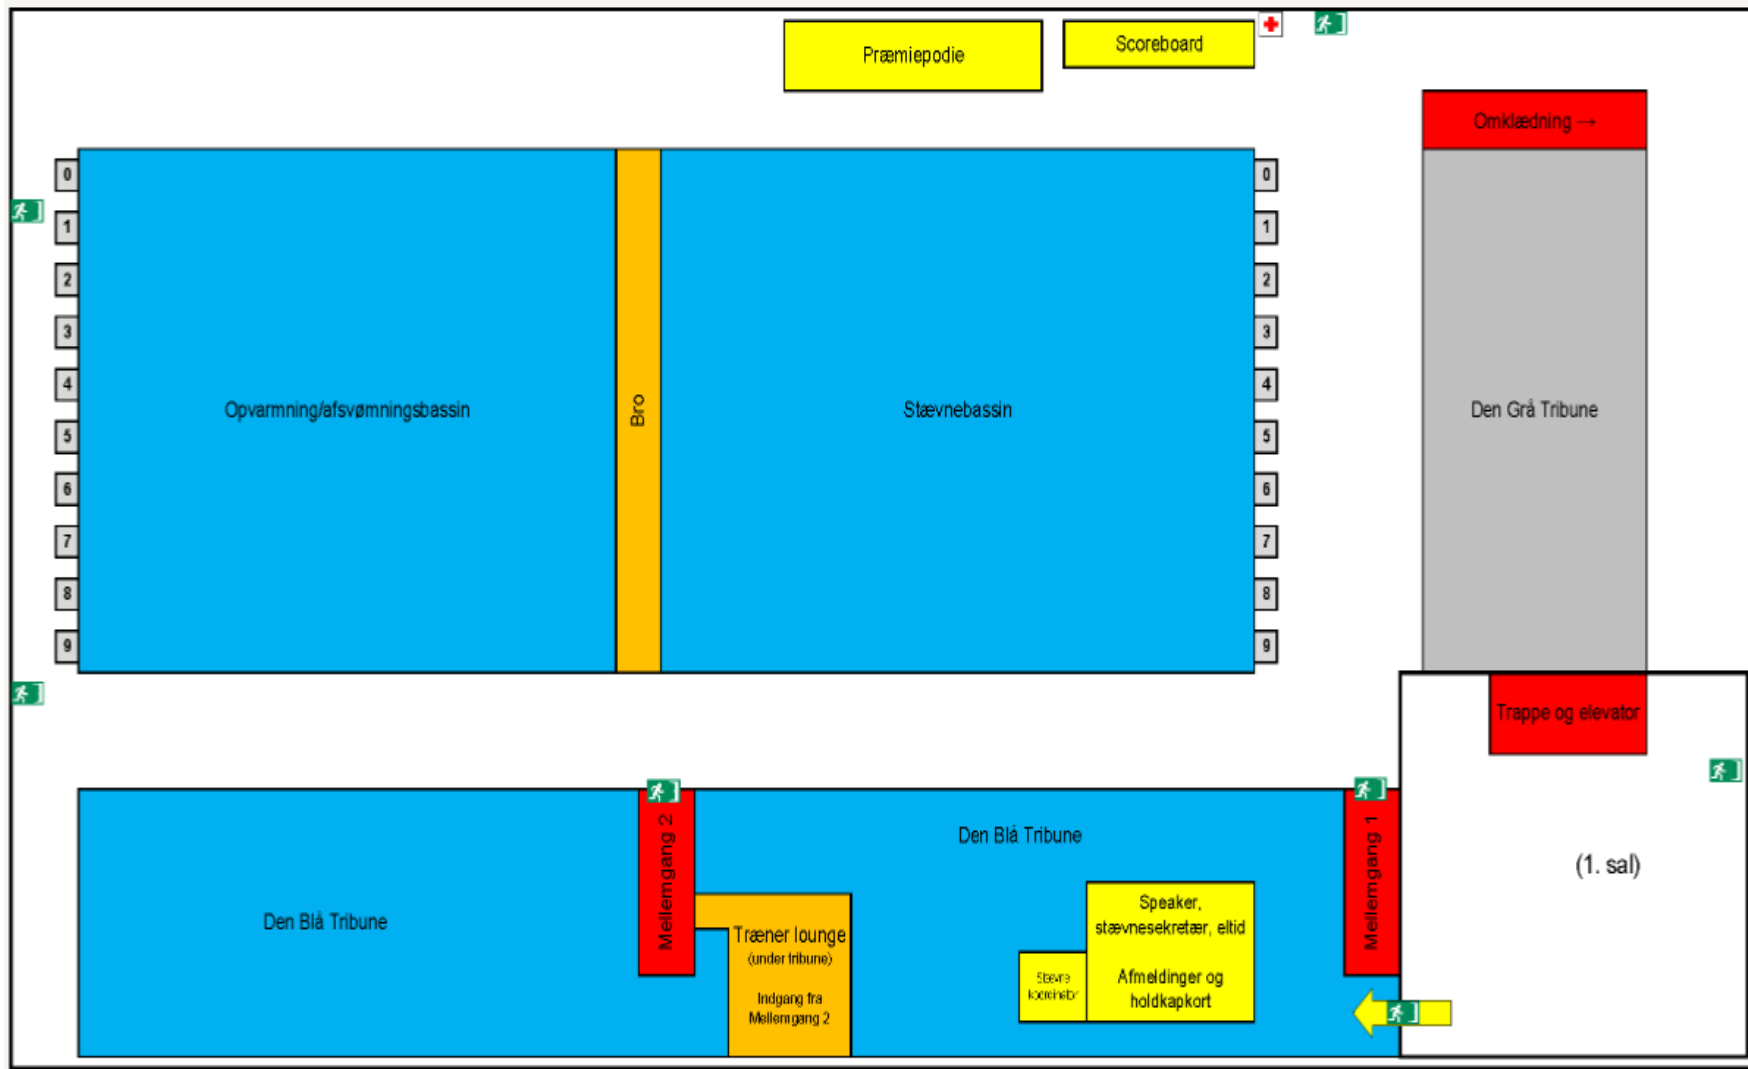 Præmiepodie
Scoreboard
Omklædning →
0
1
2
3
4
5
6
7
8
9
Opvarmning/afsvømningsbassin
Bro
Stævnebassin
0
1
2
3
4
5
6
7
8
9
Den Grå Tribune
Trappe og elevator
(1. sal)
Den Blå Tribune
Mellemgang 2
Træner lounge
(under tribune)
Indgang fra
Mellemgang 2
Den Blå Tribune
Stævne
koordinator
Speaker,
stævnesekretær, eltid
Afmeldinger og
holdkapkort
Mellemgang 1